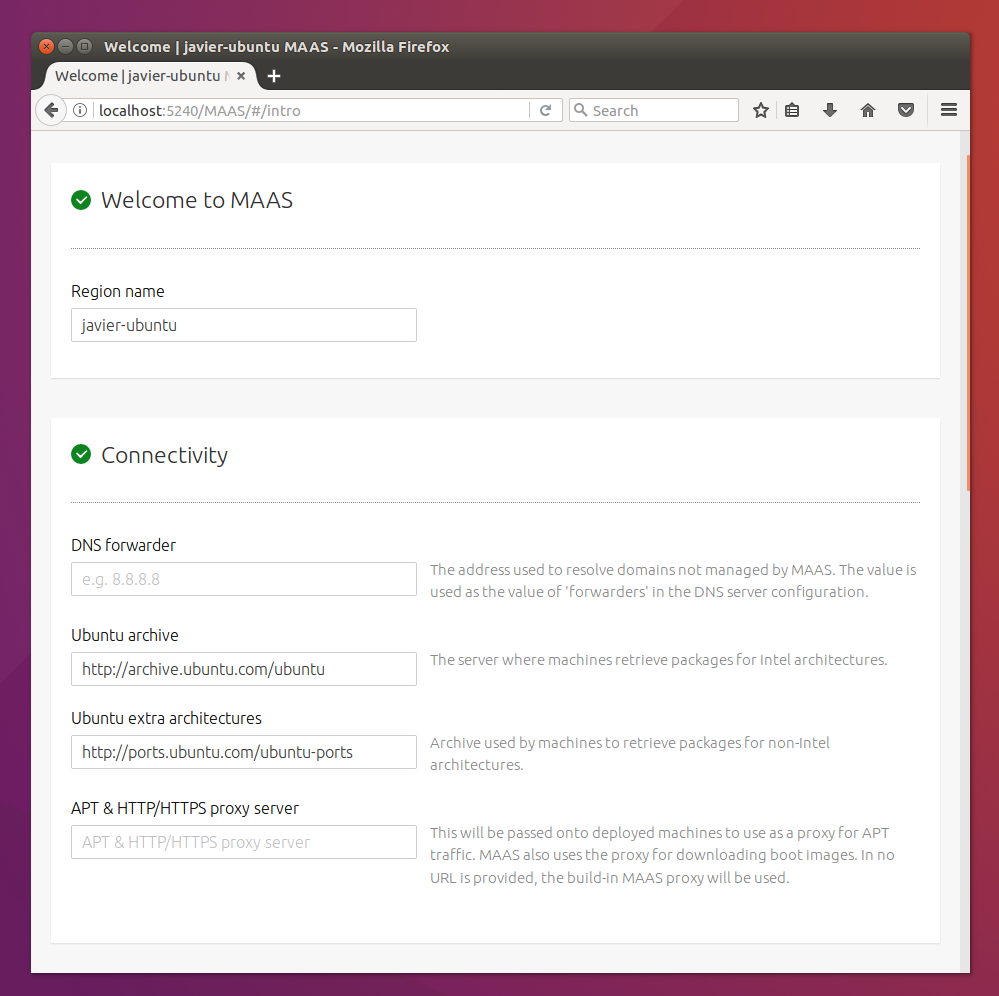 Welcome | javier-ubuntu MAAS - Mozilla Firefox
Welcome | javier-ubuntu
localhost:5240/MAAS/#/intro
Search
Welcome to MAAS
Region name
javier-ubuntu
Connectivity
DNS forwarder
e.g. 8.8.8.8
The address used to resolve domains not managed by MAAS. The value is
used as the value of 'forwarders' in the DNS server configuration.
Ubuntu archive
http://archive.ubuntu.com/ubuntu
The server where machines retrieve packages for Intel architectures.
Ubuntu extra architectures
http://ports.ubuntu.com/ubuntu-ports
Archive used by machines to retrieve packages for non-Intel
architectures.
APT & HTTP/HTTPS proxy server
APT & HTTP/HTTPS proxy server
This will be passed onto deployed machines to use as a proxy for APT
traffic. MAAS also uses the proxy for downloading boot images. In no
URL is provided, the build-in MAAS proxy will be used.